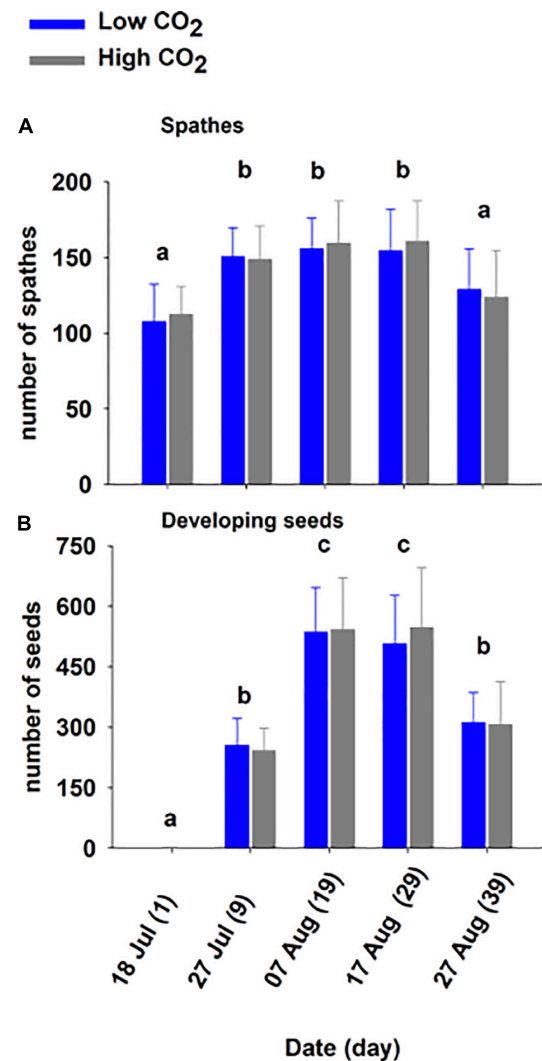 Low CO2
High CO2
A Spathes
b b b
a a
200
150
100
50
0
number of spathes
B Developing seeds
c c
b b
a
750
600
450
300
150
0
number of seeds
18 Jul (1) 27 Jul (9) 07 Aug (19) 17 Aug (29) 27 Aug (39)
Date (day)